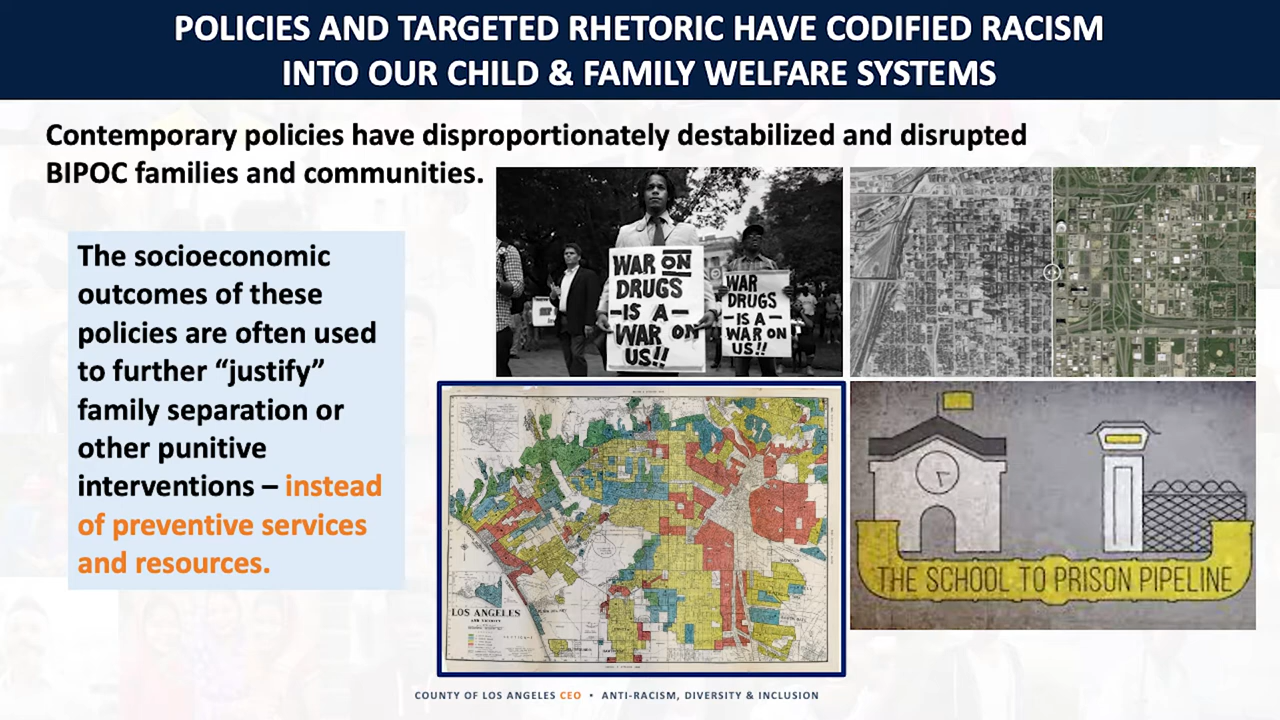 POLICIES AND TARGETED RHETORIC HAVE CODIFIED RACISM
INTO OUR CHILD & FAMILY WELFARE SYSTEMS
Contemporary policies have disproportionately destabilized and disrupted
BIPOC families and communities.
The socioeconomic
outcomes of these
policies are often used
to further “justify”
family separation or
other punitive
interventions – instead
of preventive services
and resources.
WAR ON
DRUGS
–IS A–
WAR ON
US!!
WAR
DRUGS
–IS A–
WAR ON
US!!
LOS ANGELES
AND VICINITY
THE SCHOOL TO PRISON PIPELINE
COUNTY OF LOS ANGELES CEO • ANTI-RACISM, DIVERSITY & INCLUSION